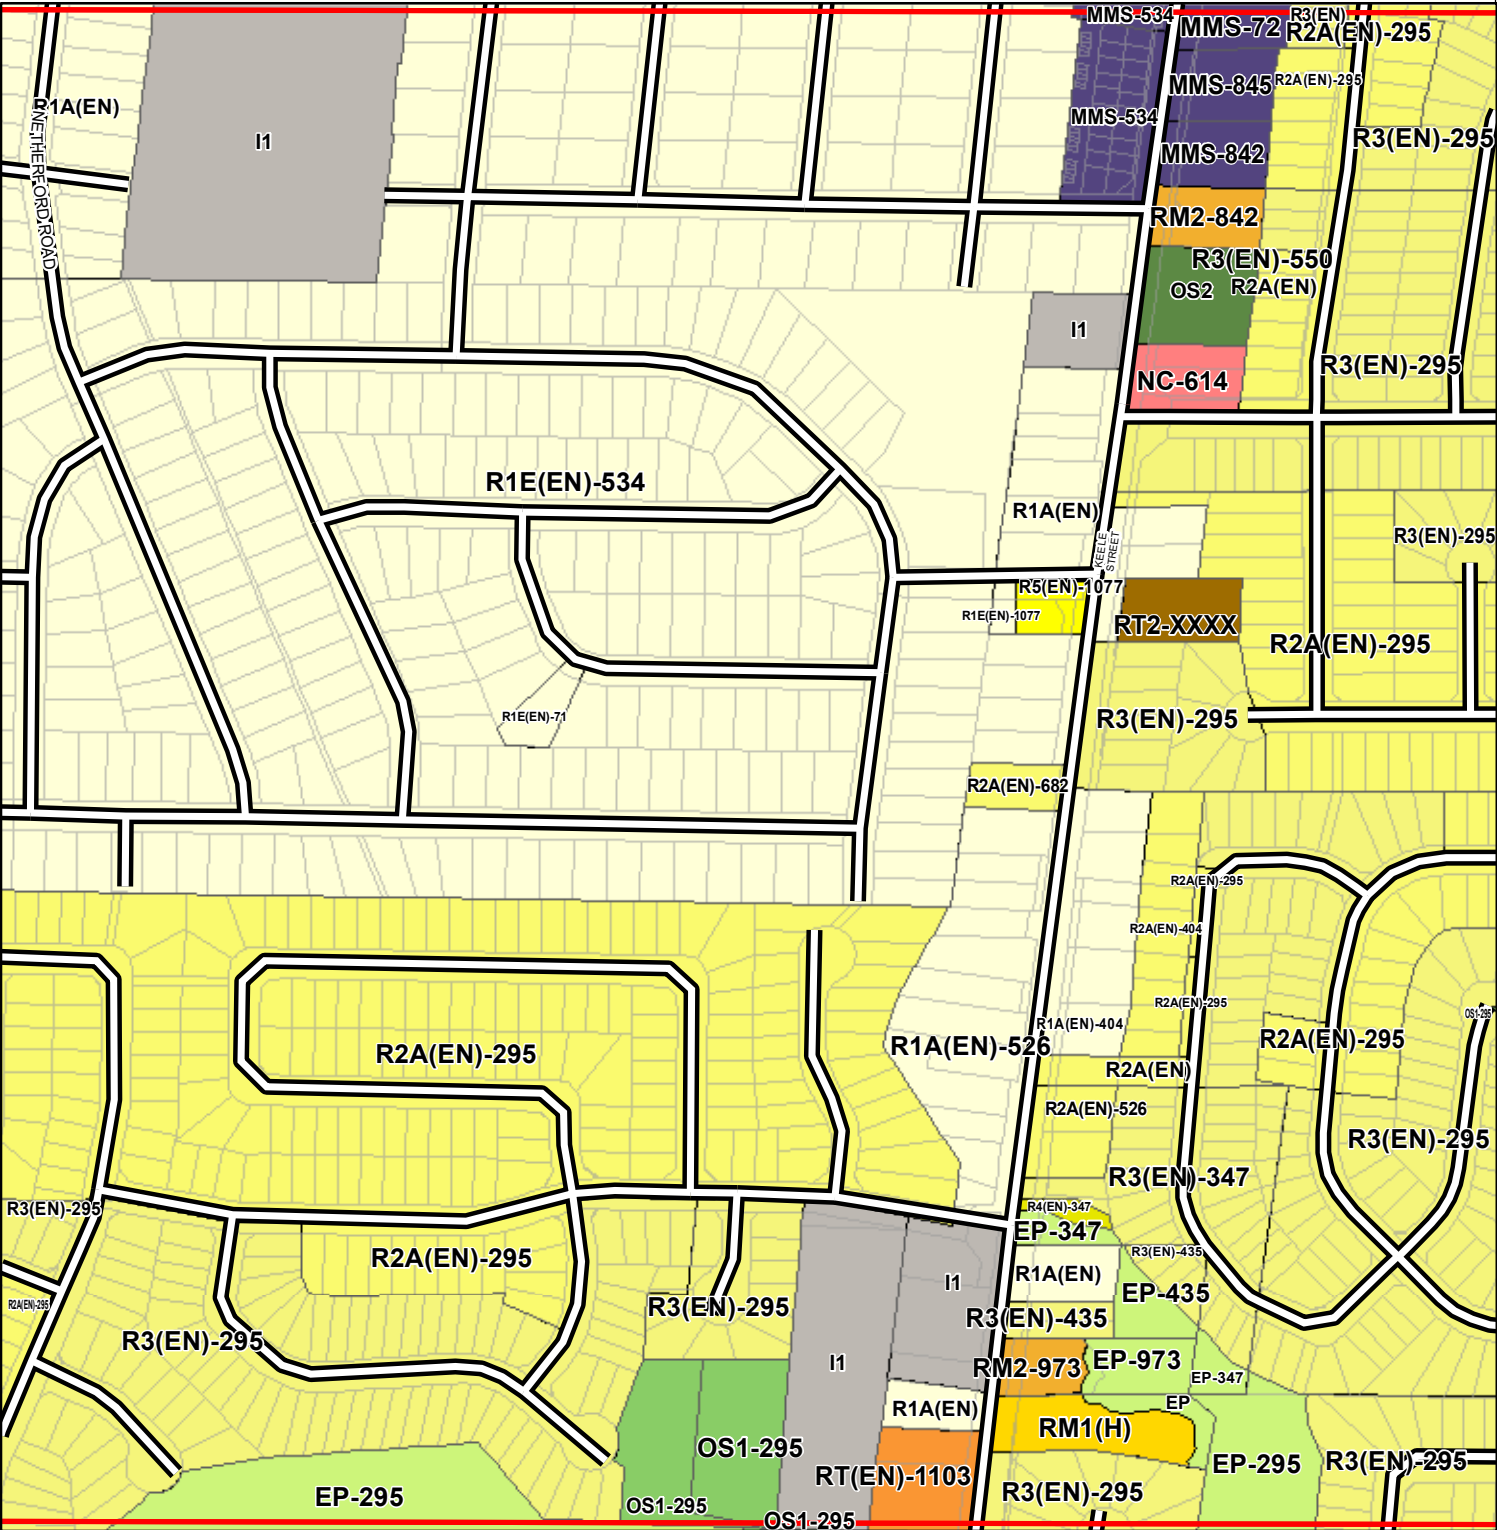 MMS-534
MMS-72
R3(EN)
R2A(EN)-295
R1A(EN)
I1
MMS-845
R2A(EN)-295
MMS-534
R3(EN)-295
MMS-842
NETHERFORD ROAD
RM2-842
R3(EN)-550
OS2
R2A(EN)
I1
NC-614
R3(EN)-295
R1E(EN)-534
R1A(EN)
KEELE
STREET
R3(EN)-295
R5(EN)-1077
R1E(EN)-1077
RT2-XXXX
R2A(EN)-295
R1E(EN)-71
R3(EN)-295
R2A(EN)-682
R2A(EN)-295
R2A(EN)-404
R2A(EN)-295
OS1-295
R1A(EN)-404
R1A(EN)-526
R2A(EN)-295
R2A(EN)-295
R2A(EN)
R2A(EN)-526
R3(EN)-295
R3(EN)-347
R3(EN)-295
R4(EN)-347
EP-347
R3(EN)-435
R2A(EN)-295
R1A(EN)
I1
EP-435
R2A(EN)-295
R3(EN)-295
R3(EN)-435
R3(EN)-295
I1
RM2-973
EP-973
EP-347
R1A(EN)
EP
RM1(H)
OS1-295
RT(EN)-1103
EP-295
R3(EN)-295
R3(EN)-295
EP-295
OS1-295
OS1-295